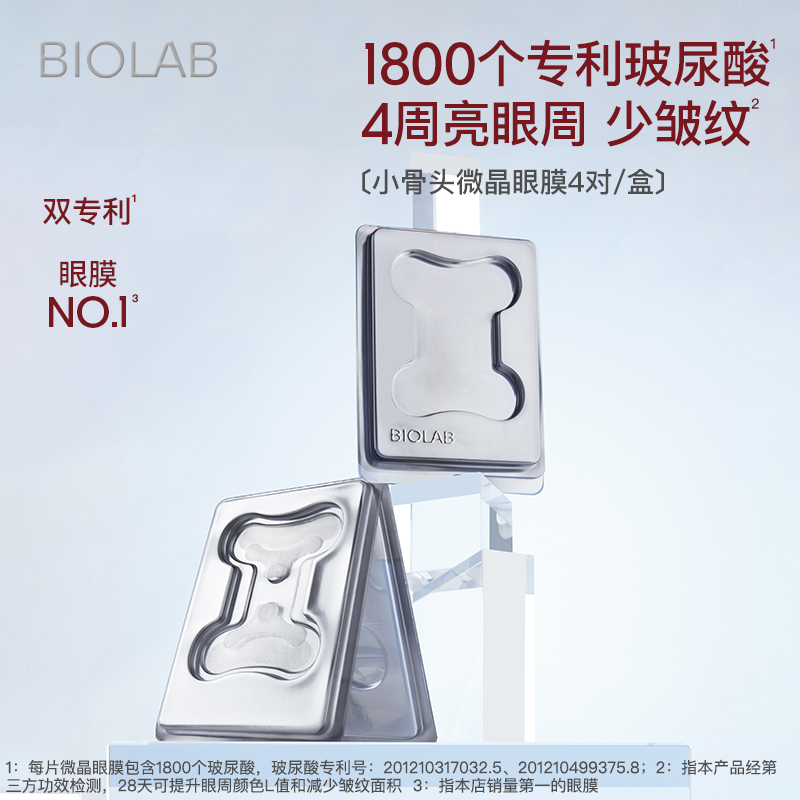 BIOLAB
1800个专利玻尿酸¹
4周亮眼周 少皱纹²
〔小骨头微晶眼膜4对/盒〕
双专利¹
眼膜
NO.1³
BIOLAB
1：每片微晶眼膜包含1800个玻尿酸，玻尿酸专利号：201210317032.5、201210499375.8；2：指本产品经第
三方功效检测，28天可提升眼周颜色L值和减少皱纹面积 3：指本店销量第一的眼膜